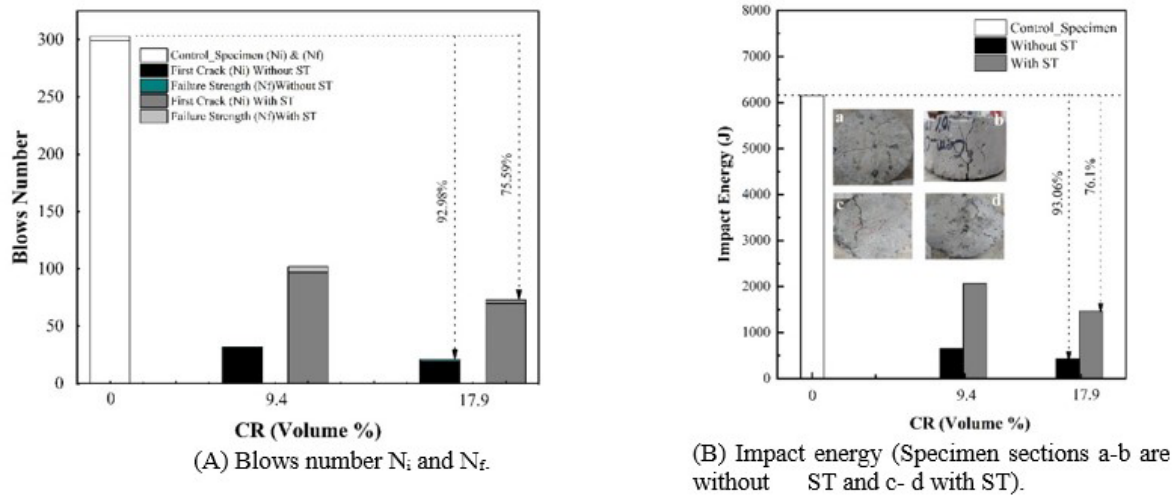 300
250
200
150
100
50
0
Blows Number
Control_Specimen (Ni) & (Nf)
First Crack (Ni) Without ST
Failure Strength (Nf)Without ST
First Crack (Ni) With ST
Failure Strength (Nf)With ST
92.98%
75.59%
0 9.4 17.9
CR (Volume %)
(A) Blows number Ni and Nf.
8000
7000
6000
5000
4000
3000
2000
1000
0
Impact Energy (J)
Control_Specimen
Without ST
With ST
a b
c d
93.06%
76.1%
0 9.4 17.9
CR (Volume %)
(B) Impact energy (Specimen sections a-b are
without ST and c- d with ST).